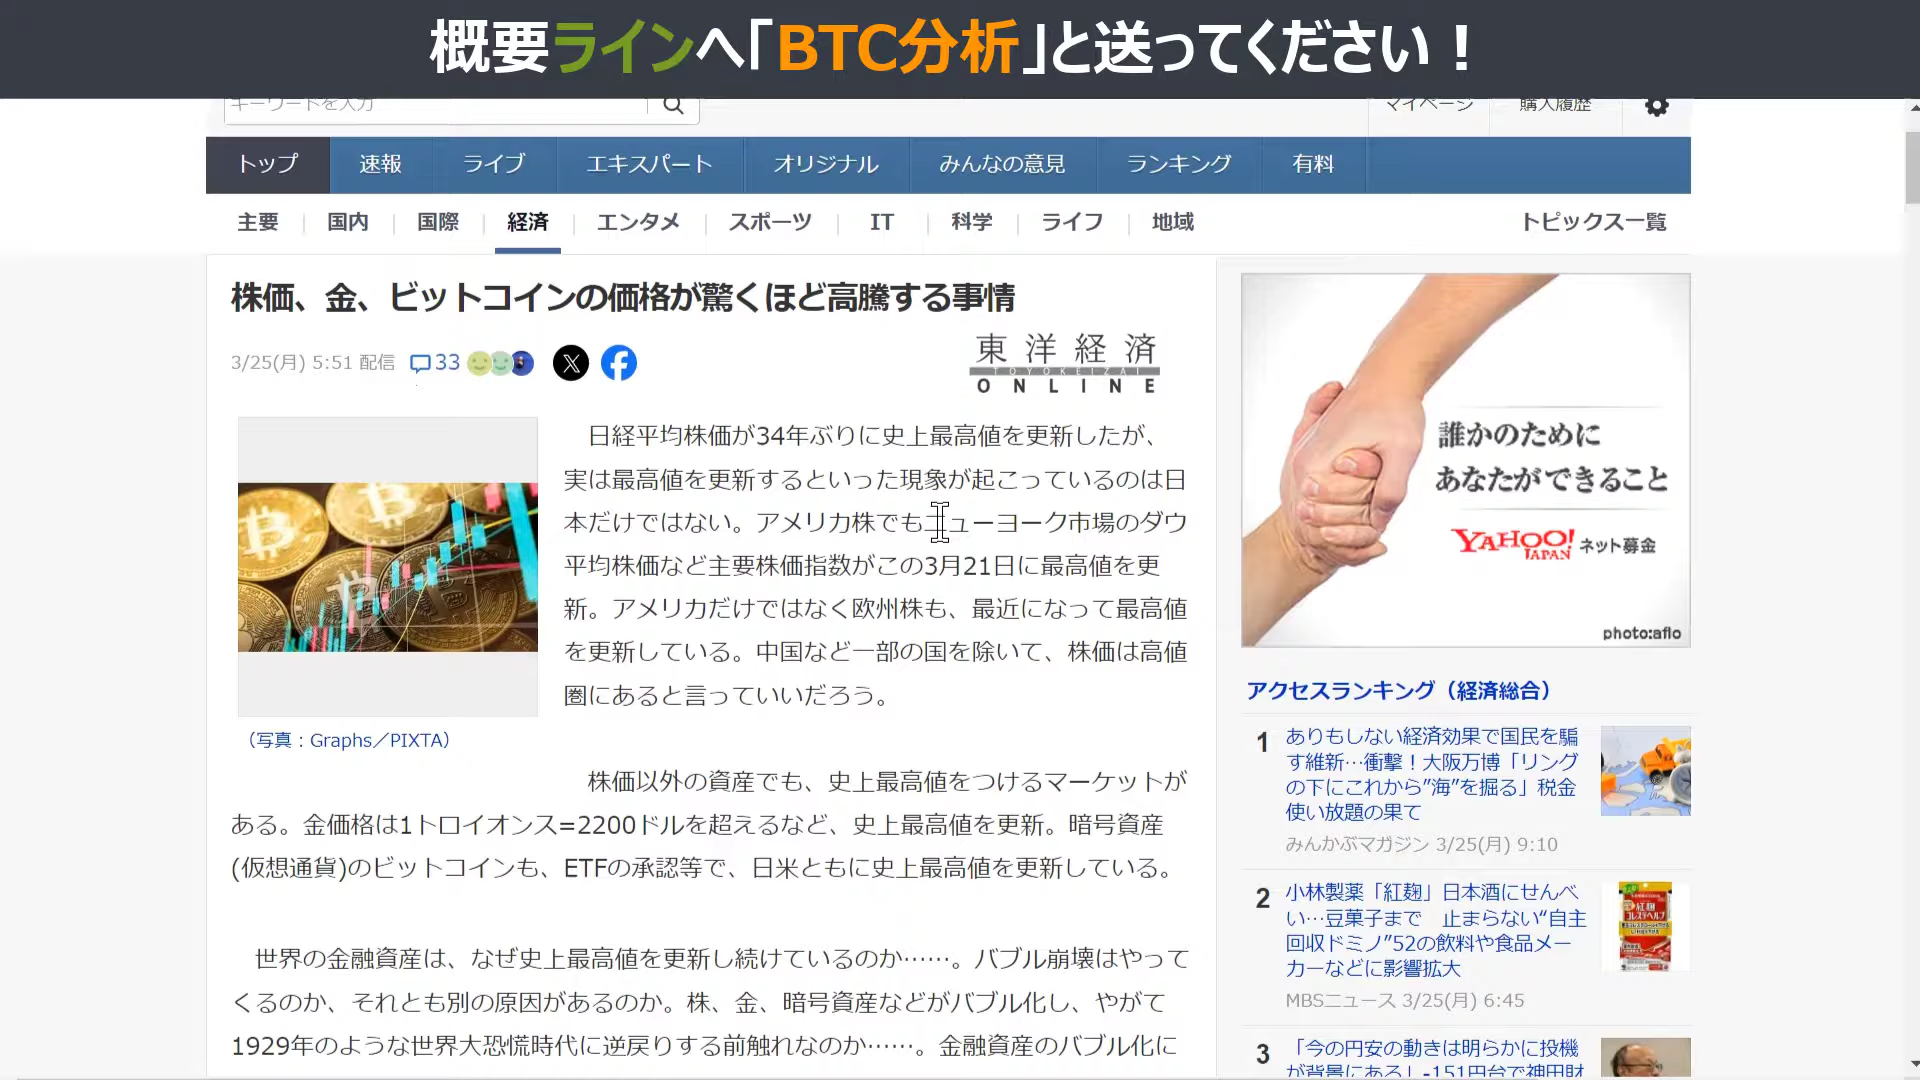 概要ラインへ「BTC分析」と送ってください！
キーワードを入力
マイページ 購入履歴
トップ 速報 ライブ エキスパート オリジナル みんなの意見 ランキング 有料
主要 国内 国際 経済 エンタメ スポーツ IT 科学 ライフ 地域 トピックス一覧
株価、金、ビットコインの価格が驚くほど高騰する事情
3/25(月) 5:51 配信 33
東洋経済
TOYOKEIZAI
ONLINE
日経平均株価が34年ぶりに史上最高値を更新したが、
実は最高値を更新するといった現象が起こっているのは日
本だけではない。アメリカ株でもニューヨーク市場のダウ
平均株価など主要株価指数がこの3月21日に最高値を更
新。アメリカだけではなく欧州株も、最近になって最高値
を更新している。中国など一部の国を除いて、株価は高値
圏にあると言っていいだろう。
（写真：Graphs／PIXTA）
株価以外の資産でも、史上最高値をつけるマーケットが
ある。金価格は1トロイオンス=2200ドルを超えるなど、史上最高値を更新。暗号資産
(仮想通貨)のビットコインも、ETFの承認等で、日米ともに史上最高値を更新している。
世界の金融資産は、なぜ史上最高値を更新し続けているのか……。バブル崩壊はやって
くるのか、それとも別の原因があるのか。株、金、暗号資産などがバブル化し、やがて
1929年のような世界大恐慌時代に逆戻りする前触れなのか……。金融資産のバブル化に
誰かのために
あなたができること
YAHOO! JAPAN ネット募金
photo:aflo
アクセスランキング（経済総合）
1
ありもしない経済効果で国民を騙
す維新…衝撃！大阪万博「リング
の下にこれから”海”を掘る」税金
使い放題の果て
みんかぶマガジン 3/25(月) 9:10
2
小林製薬「紅麹」日本酒にせんべ
い…豆菓子まで　止まらない“自主
回収ドミノ”52の飲料や食品メー
カーなどに影響拡大
MBSニュース 3/25(月) 6:45
3
「今の円安の動きは明らかに投機
が背景にある」-151円台で神田財